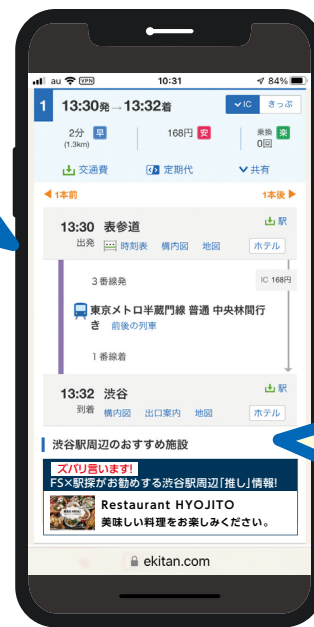 au VPN 10:31 84%
1 13:30発→13:32着 IC きっぷ
2分 早 168円 安 乗換 楽
(1.3km) 0回
交通費 定期代 共有
1本前 1本後
13:30 表参道 駅
出発 時刻表 構内図 地図 ホテル
3番線発 IC 168円
東京メトロ半蔵門線 普通 中央林間行
き 前後の列車
1番線着
13:32 渋谷 駅
到着 構内図 出口案内 地図 ホテル
渋谷駅周辺のおすすめ施設
ズバリ言います!
FS×駅探がお勧めする渋谷駅周辺「推し」情報!
Restaurant HYOJITO
美味しい料理をお楽しみください。
ekitan.com